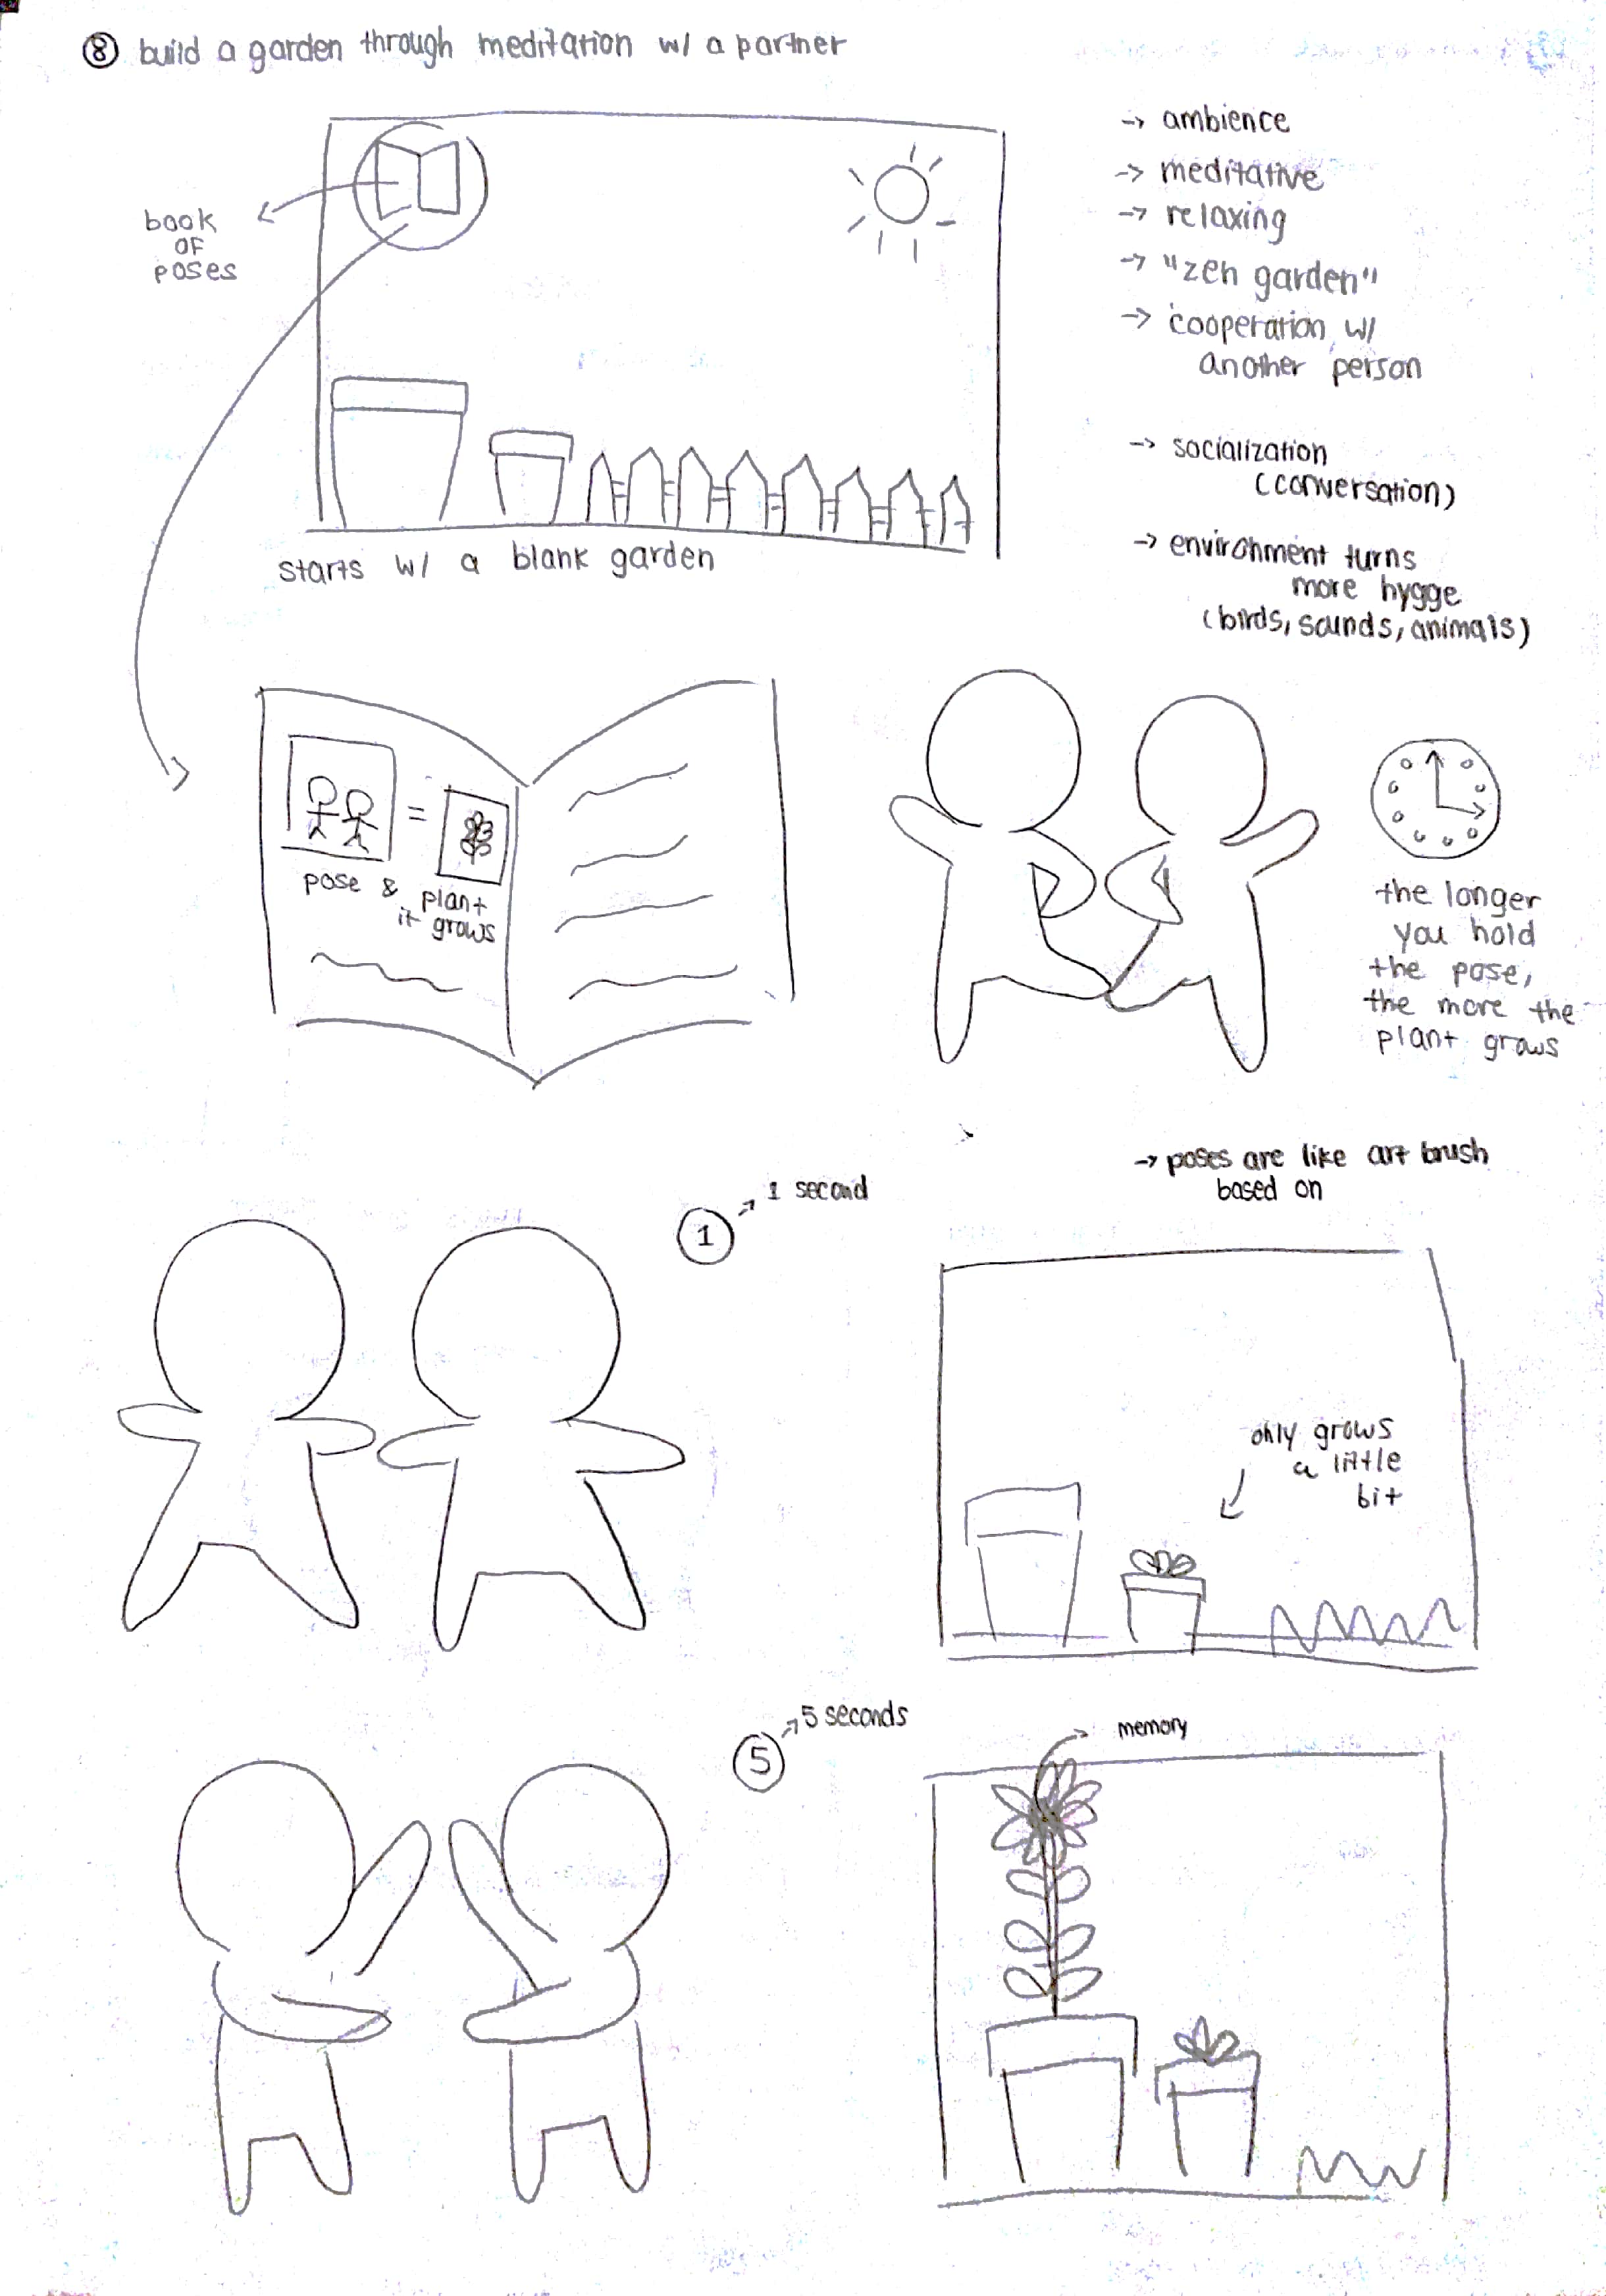 8 build a garden through meditation w/ a partner
book
OF
poses
starts w/ a blank garden
→ ambience
→ meditative
→ relaxing
→ "zen garden"
→ cooperation w/
another person
→ socialization
(conversation)
→ environment turns
more hygge
(birds, sounds, animals)
=
pose & plant
it grows
the longer
you hold
the pose,
the more the
plant grows
→ poses are like art brush
based on
1 → 1 second
only grows
a little
bit
5 → 5 seconds
→ memory